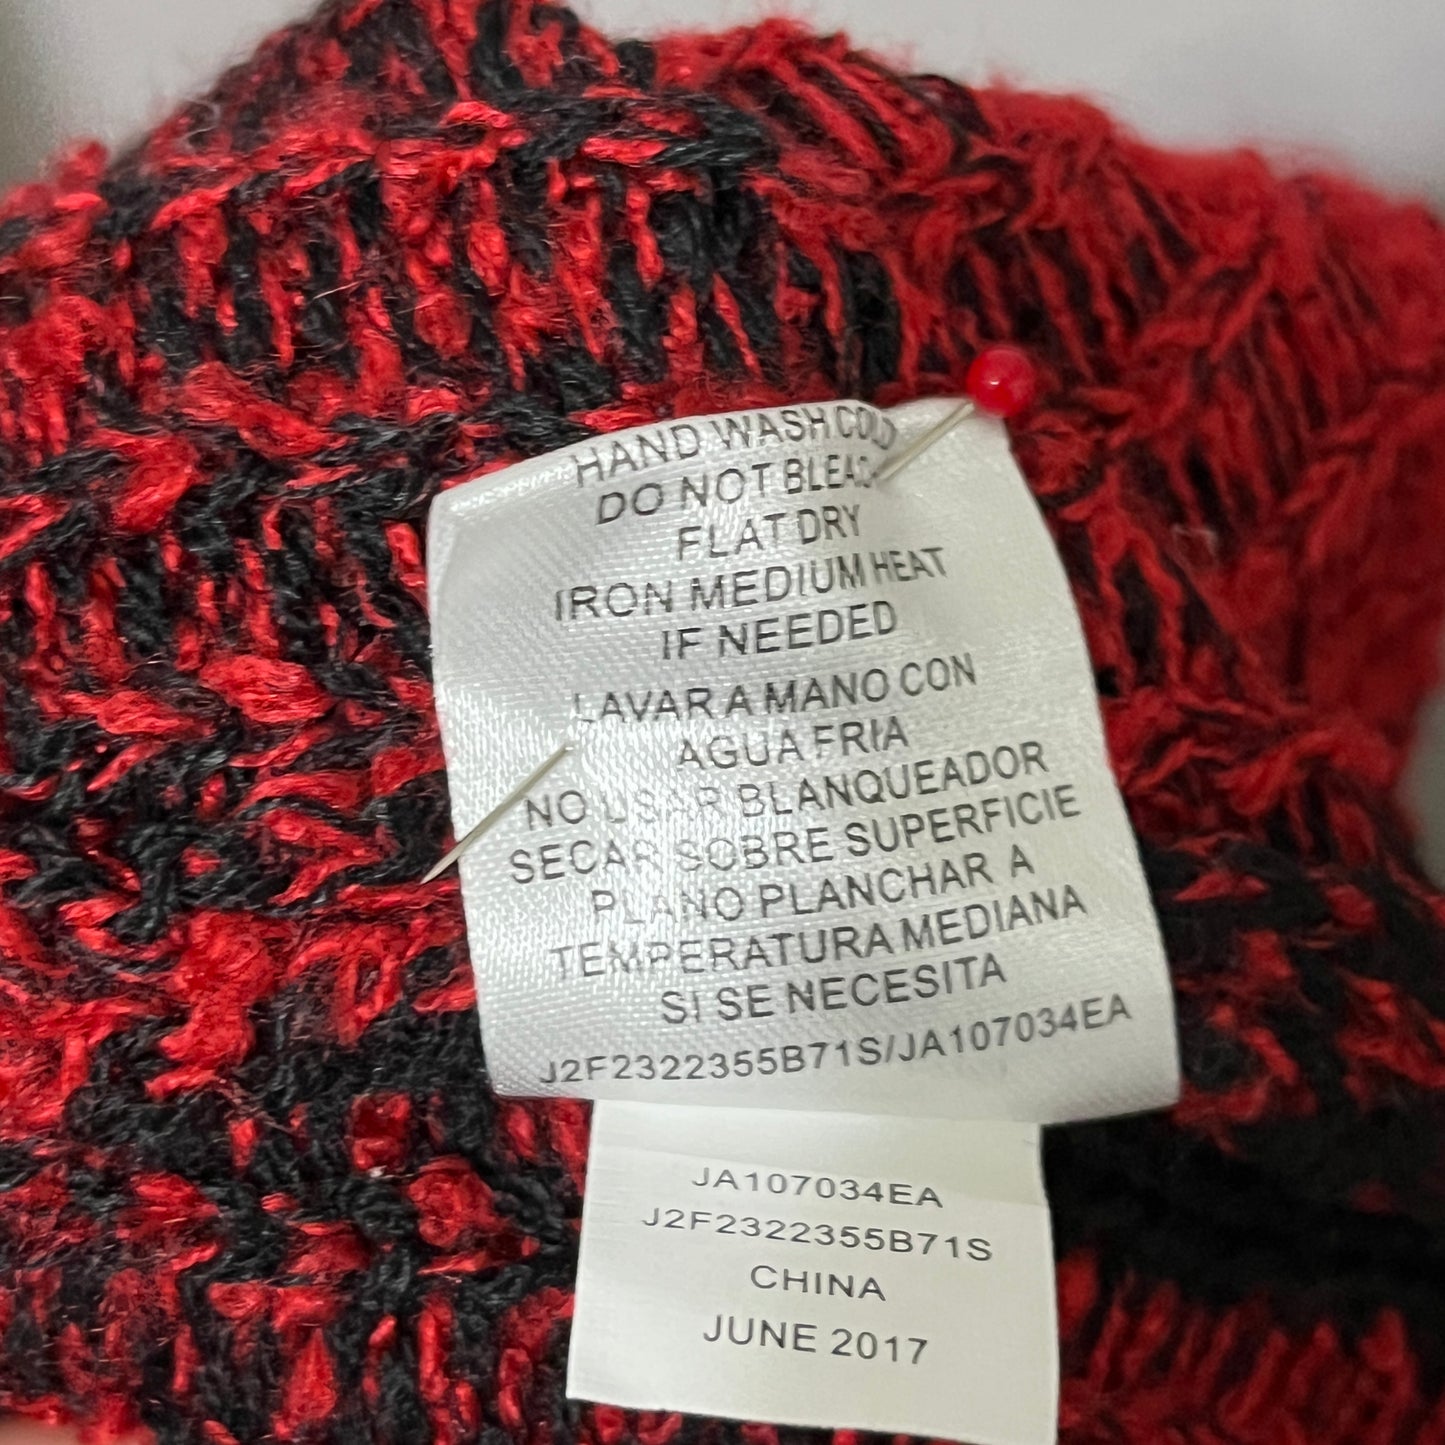 HAND WASH COLD
DO NOT BLEAC
FLAT DRY
IRON MEDIUM HEAT
IF NEEDED
LAVAR A MANO CON
AGUA FRIA
NO USAR BLANQUEADOR
SECAR SOBRE SUPERFICIE
PLANO PLANCHAR A
TEMPERATURA MEDIANA
SI SE NECESITA
J2F2322355B71S/JA107034EA
JA107034EA
J2F2322355B71S
CHINA
JUNE 2017